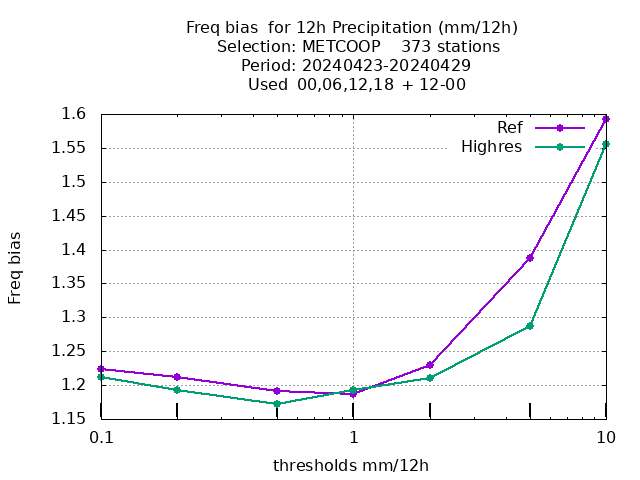 Freq bias  for 12h Precipitation (mm/12h)
Selection: METCOOP    373 stations
Period: 20240423-20240429
Used  00,06,12,18  + 12-00
Ref
Highres
1.6
1.55
1.5
1.45
1.4
1.35
1.3
1.25
1.2
1.15
Freq bias
0.1 1 10
thresholds mm/12h